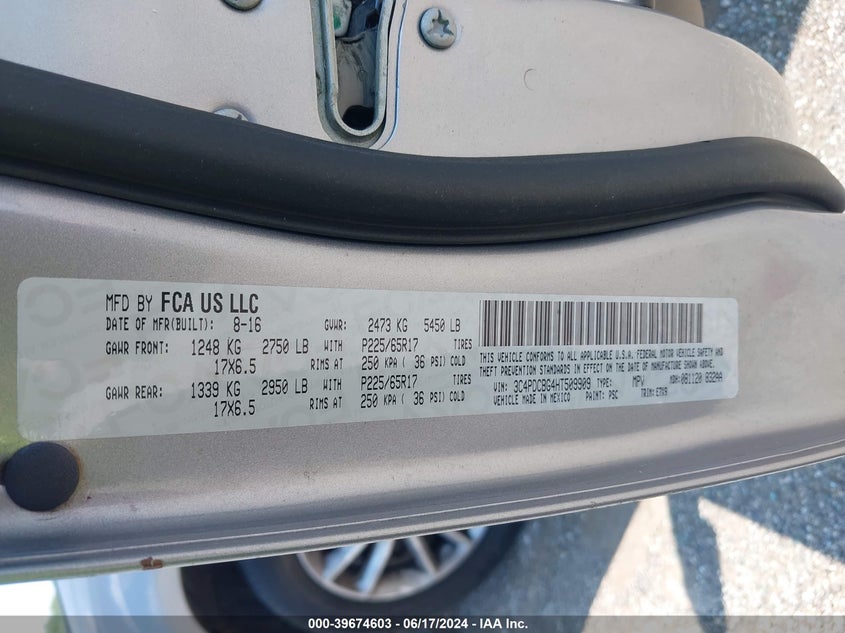 MFD BY FCA US LLC
DATE OF MFR(BUILT): 8-16 GVWR: 2473 KG 5450 LB
GAWR FRONT: 1248 KG 2750 LB WITH P225/65R17 TIRES
17X6.5 RIMS AT 250 KPA ( 36 PSI) COLD
GAWR REAR: 1339 KG 2950 LB WITH P225/65R17 TIRES
17X6.5 RIMS AT 250 KPA ( 36 PSI) COLD
THIS VEHICLE CONFORMS TO ALL APPLICABLE U.S.A. FEDERAL MOTOR VEHICLE SAFETY AND
THEFT PREVENTION STANDARDS IN EFFECT ON THE DATE OF MANUFACTURE SHOWN ABOVE.
VIN: 3C4PDCBG4HT509909 TYPE: MPV MDH: 081120 832AA
VEHICLE MADE IN MEXICO PAINT: PSC TRIM:
000-39674603 / 06/17/2024 - IAA Inc.